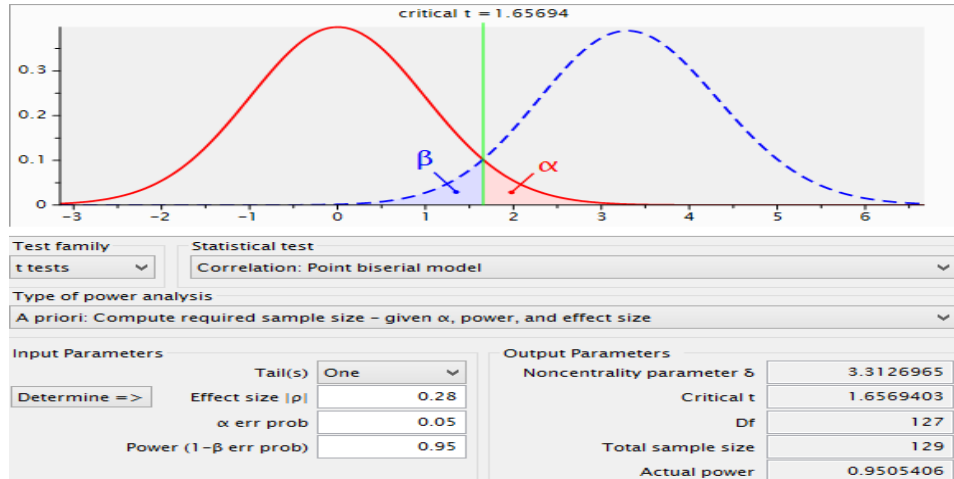 critical t = 1.65694
0.3
0.2
0.1
0
β
α
−3 −2 −1 0 1 2 3 4 5 6
Test family Statistical test
t tests Correlation: Point biserial model
Type of power analysis
A priori: Compute required sample size – given α, power, and effect size
Input Parameters Output Parameters
Tail(s) One Noncentrality parameter δ 3.3126965
Determine => Effect size |ρ| 0.28 Critical t 1.6569403
α err prob 0.05 Df 127
Power (1−β err prob) 0.95 Total sample size 129
Actual power 0.9505406